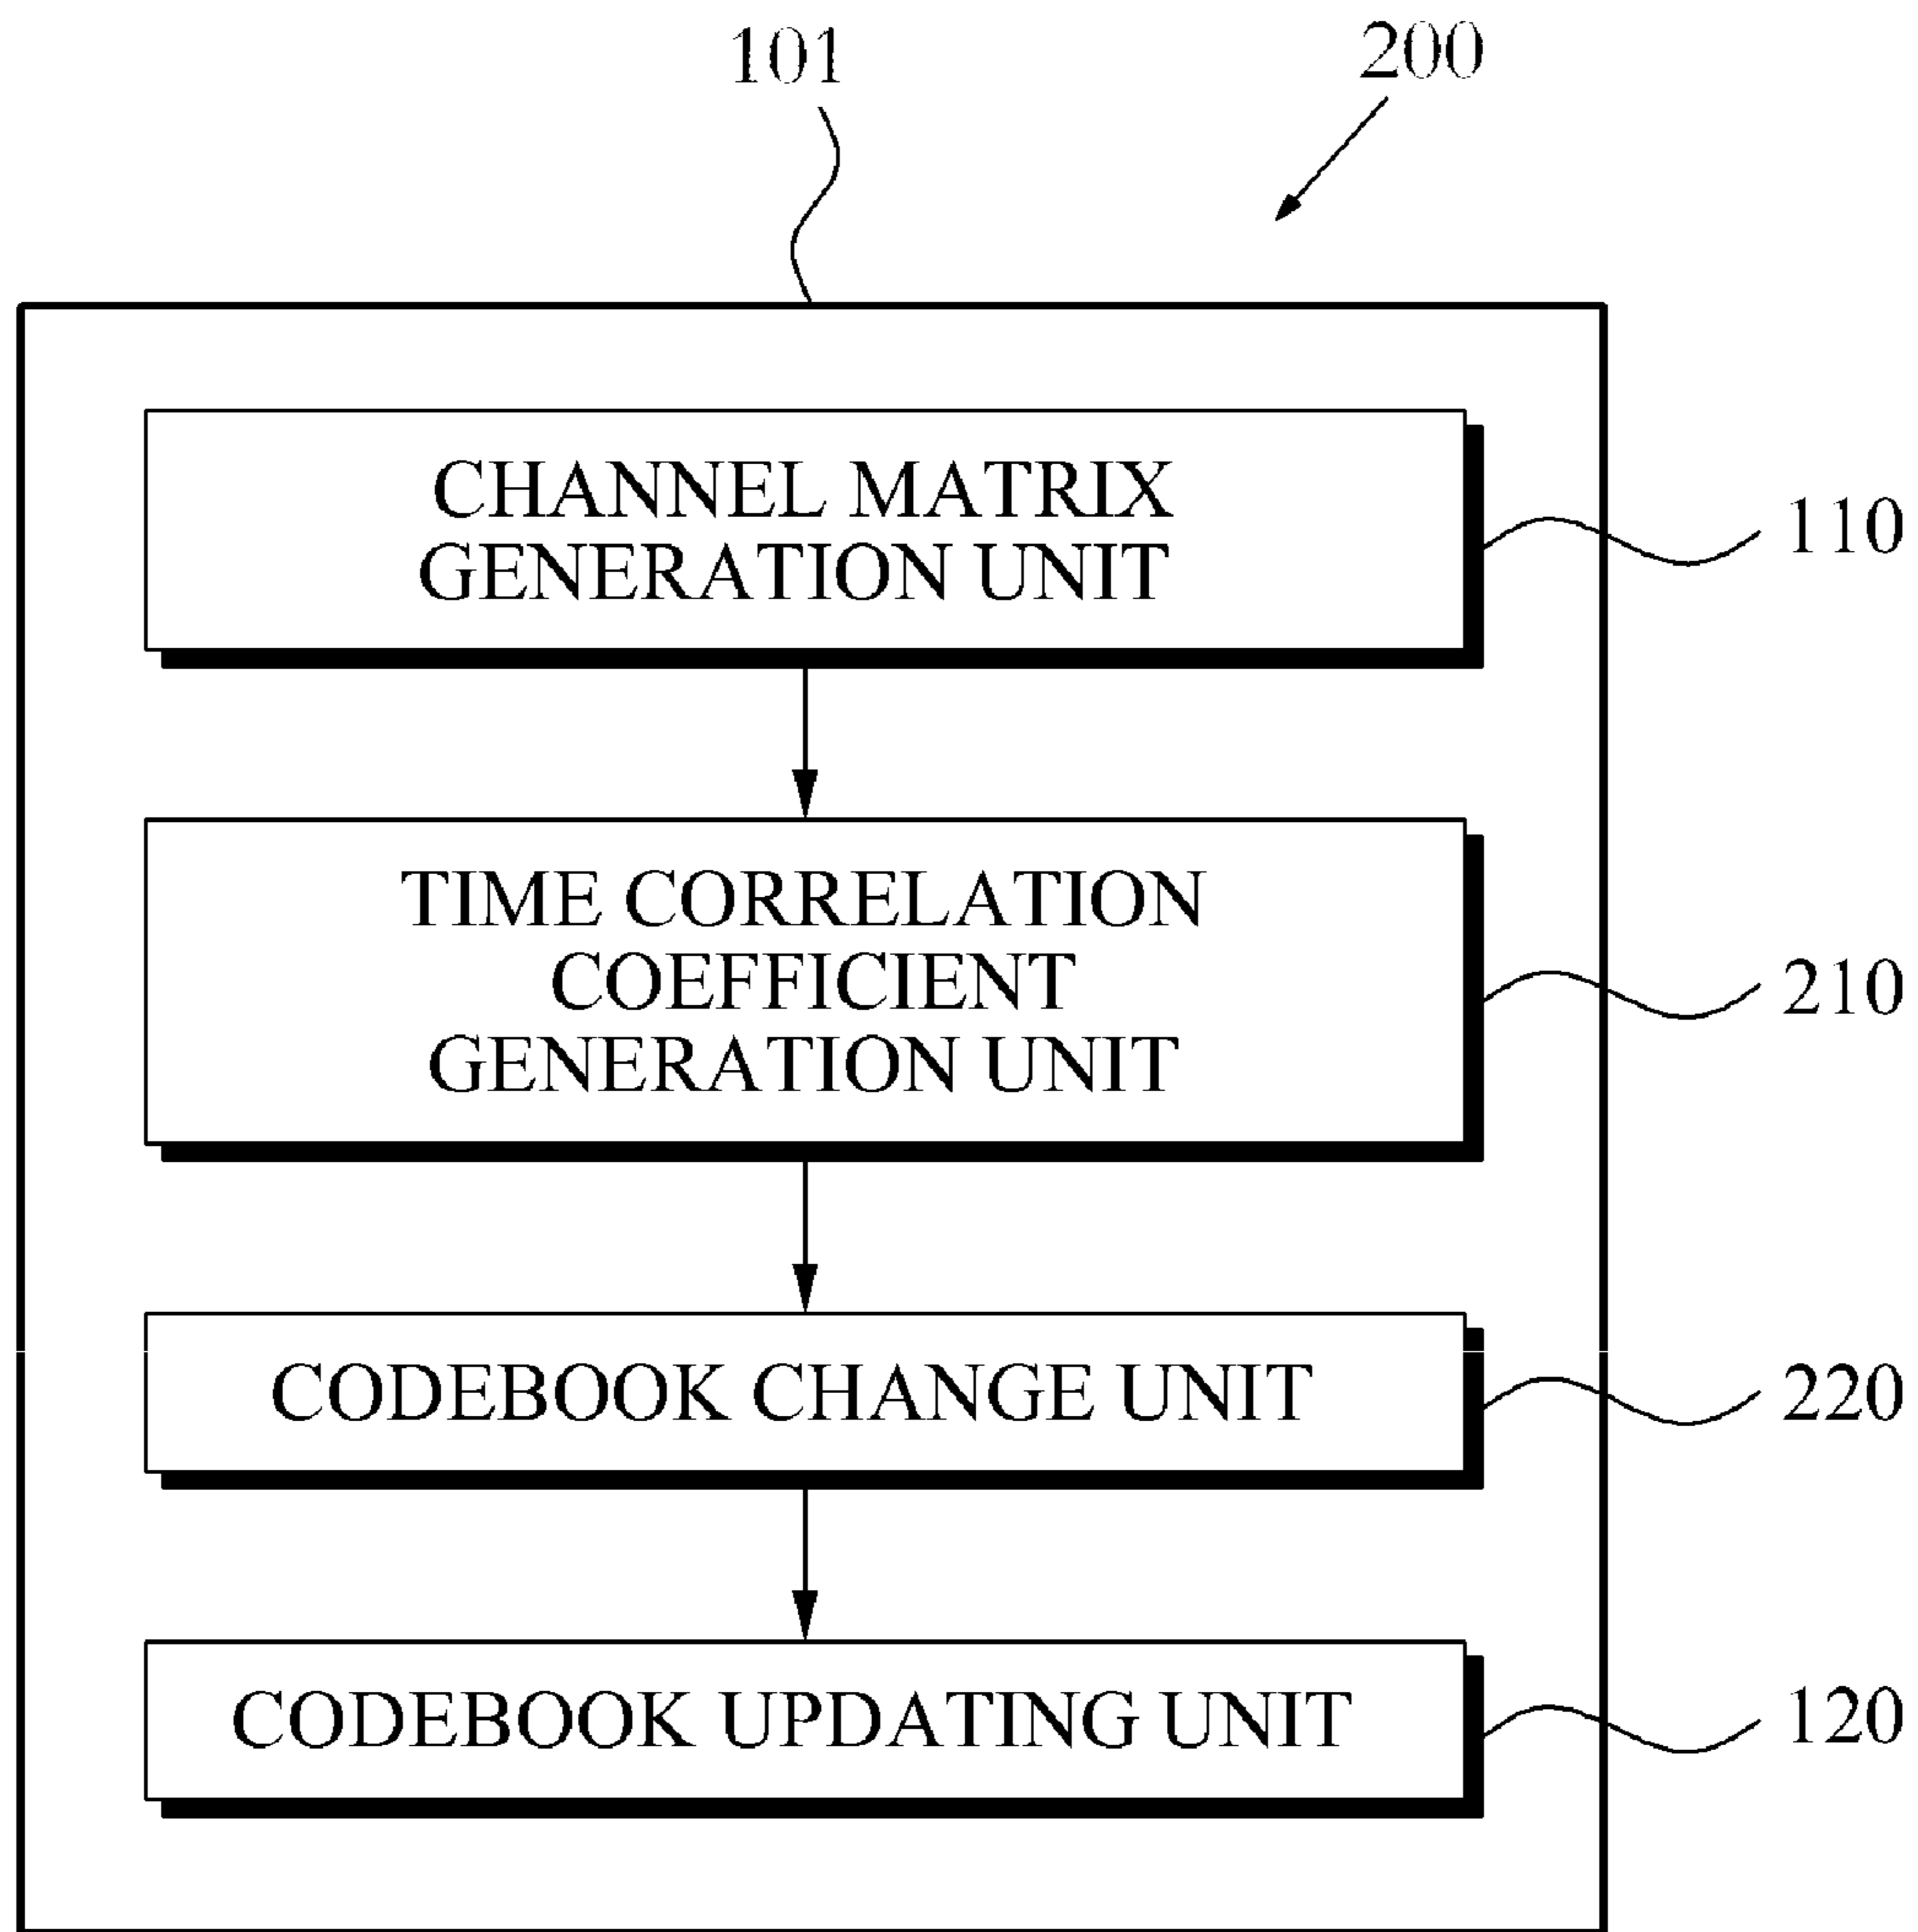 101
200
CHANNEL MATRIX
GENERATION UNIT
110
TIME CORRELATION
COEFFICIENT
GENERATION UNIT
210
CODEBOOK CHANGE UNIT
220
CODEBOOK UPDATING UNIT
120